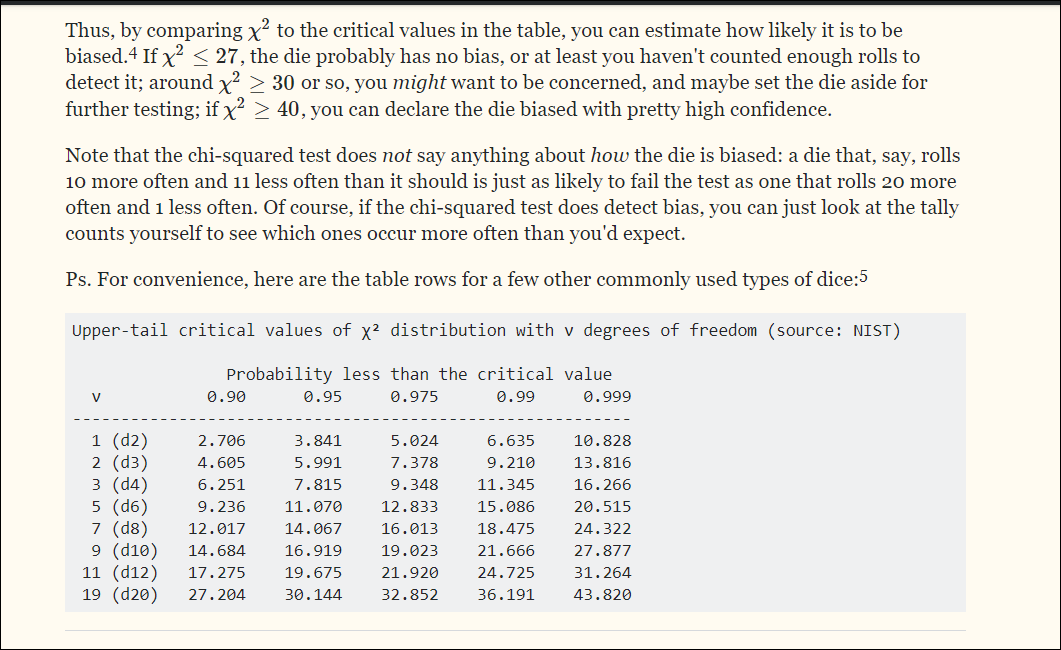 Thus, by comparing χ² to the critical values in the table, you can estimate how likely it is to be
biased.4 If χ² ≤ 27, the die probably has no bias, or at least you haven't counted enough rolls to
detect it; around χ² ≥ 30 or so, you might want to be concerned, and maybe set the die aside for
further testing; if χ² ≥ 40, you can declare the die biased with pretty high confidence.
Note that the chi-squared test does not say anything about how the die is biased: a die that, say, rolls
10 more often and 11 less often than it should is just as likely to fail the test as one that rolls 20 more
often and 1 less often. Of course, if the chi-squared test does detect bias, you can just look at the tally
counts yourself to see which ones occur more often than you'd expect.
Ps. For convenience, here are the table rows for a few other commonly used types of dice:5
Upper-tail critical values of χ² distribution with ν degrees of freedom (source: NIST)
Probability less than the critical value
ν 0.90 0.95 0.975 0.99 0.999
----------------------------------------------------------
1 (d2) 2.706 3.841 5.024 6.635 10.828
2 (d3) 4.605 5.991 7.378 9.210 13.816
3 (d4) 6.251 7.815 9.348 11.345 16.266
5 (d6) 9.236 11.070 12.833 15.086 20.515
7 (d8) 12.017 14.067 16.013 18.475 24.322
9 (d10) 14.684 16.919 19.023 21.666 27.877
11 (d12) 17.275 19.675 21.920 24.725 31.264
19 (d20) 27.204 30.144 32.852 36.191 43.820